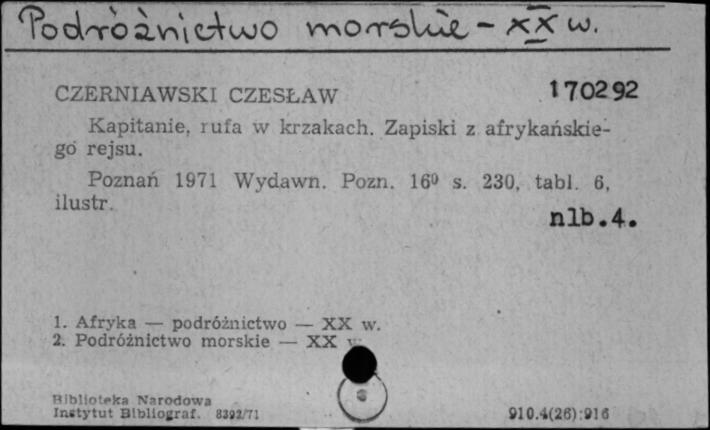 Podróżnictwo morskie - XX w.
CZERNIAWSKI CZESŁAW 170292
Kapitanie, rufa w krzakach. Zapiski z afrykańskie-
go rejsu.
Poznań 1971 Wydawn. Pozn. 16⁰ s. 230, tabl. 6,
ilustr.
nlb.4.
1. Afryka — podróżnictwo — XX w.
2. Podróżnictwo morskie — XX w.
Biblioteka Narodowa
Instytut Bibliograf. 8392/71 910.4(26):916